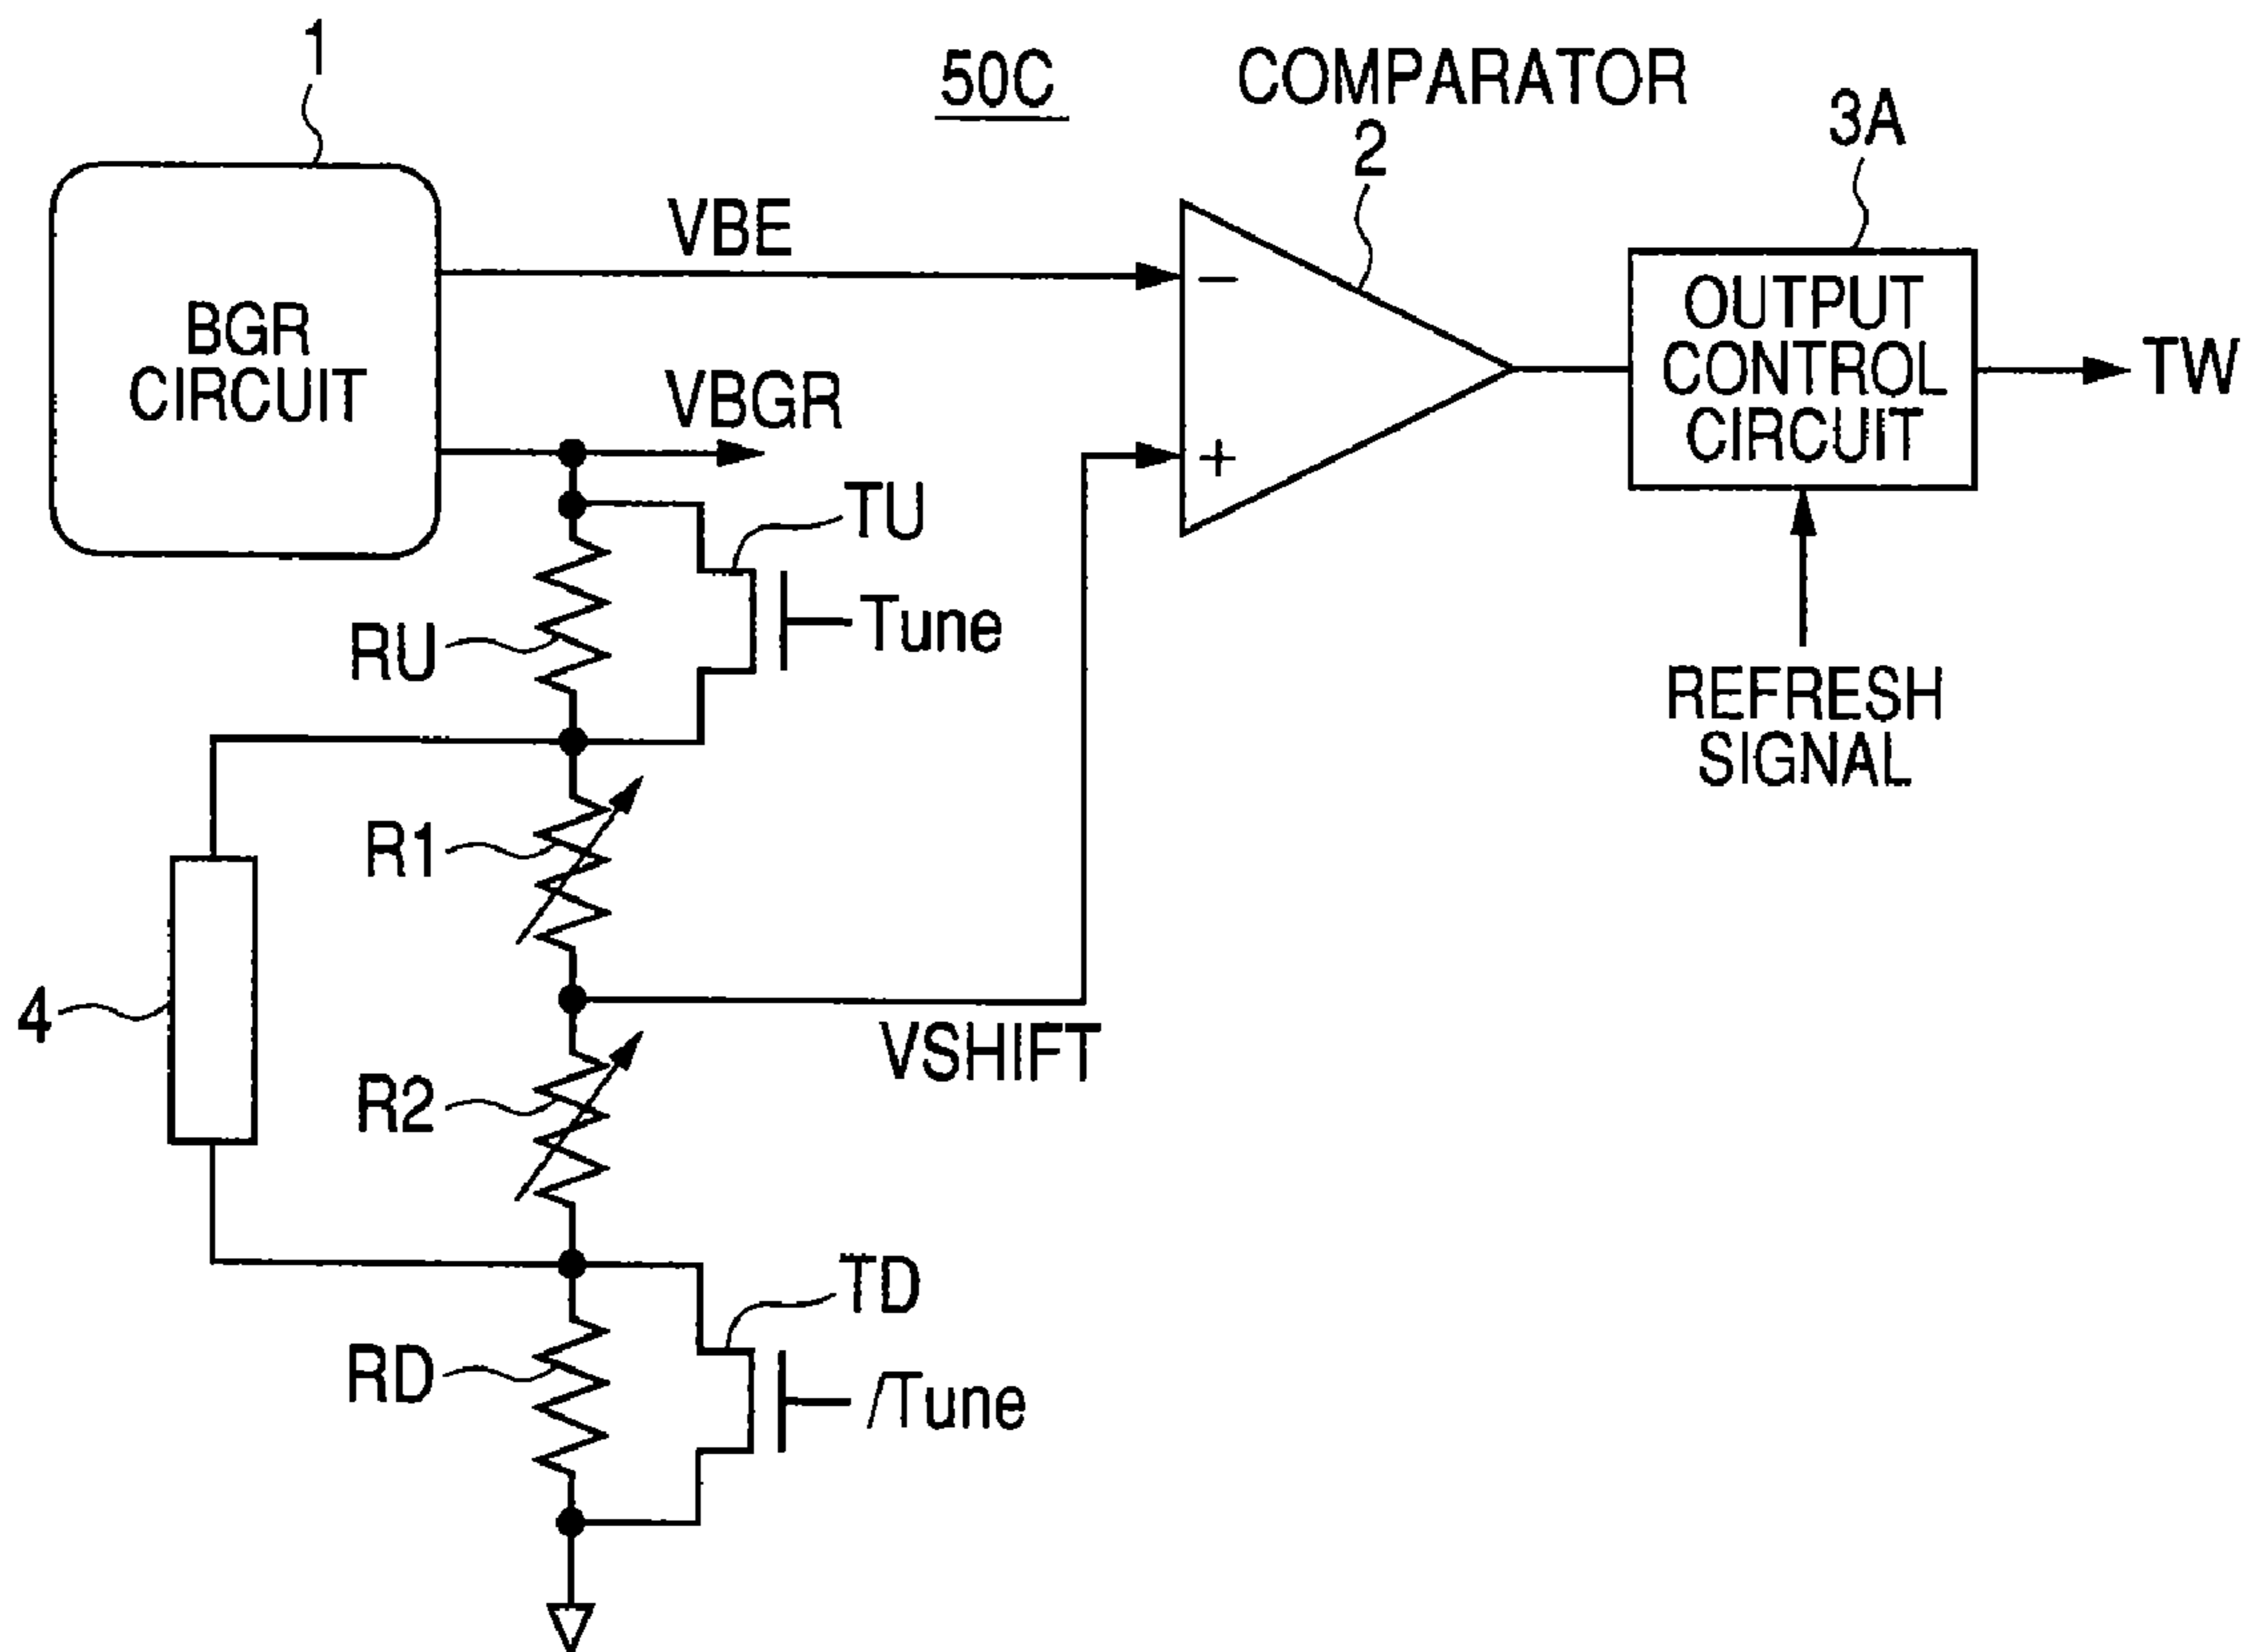 1
50C
COMPARATOR
2
3A
VBE
BGR
CIRCUIT
OUTPUT
CONTROL
CIRCUIT
TW
VBGR
TU
Tune
RU
REFRESH
SIGNAL
R1
4
VSHIFT
R2
TD
RD
/Tune